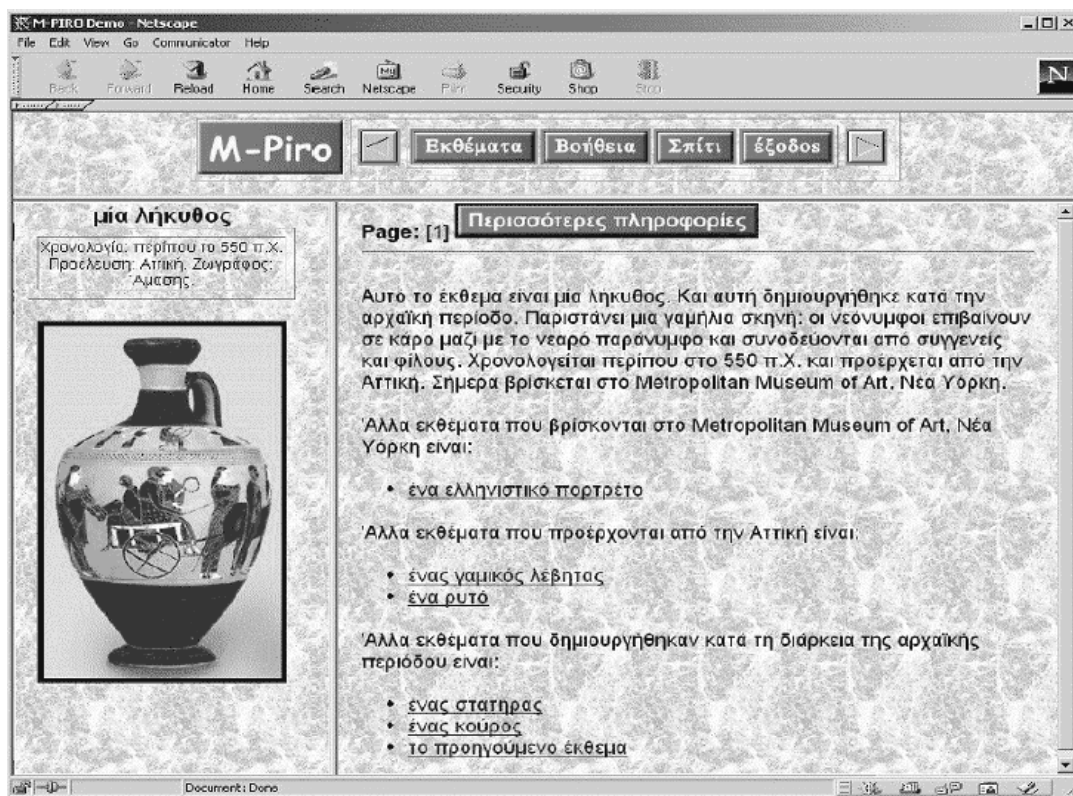 M-PIRO Demo - Netscape
File Edit View Go Communicator Help
Back Forward Reload Home Search Netscape Print Security Shop Stop
M-Piro Εκθέματα Βοήθεια Σπίτι έξοδος
μία λήκυθος
Χρονολογία: περίπου το 550 π.Χ.
Προέλευση: Αττική. Ζωγράφος:
Άμασης.
Page: [1] Περισσότερες πληροφορίες
Αυτό το έκθεμα είναι μία λήκυθος. Και αυτή δημιουργήθηκε κατά την
αρχαϊκή περίοδο. Παριστάνει μια γαμήλια σκηνή: οι νεόνυμφοι επιβαίνουν
σε κάρο μαζί με το νεαρό παράνυμφο και συνοδεύονται από συγγενείς
και φίλους. Χρονολογείται περίπου στο 550 π.Χ. και προέρχεται από την
Αττική. Σήμερα βρίσκεται στο Metropolitan Museum of Art, Νέα Υόρκη.
Άλλα εκθέματα που βρίσκονται στο Metropolitan Museum of Art, Νέα
Υόρκη είναι:
• ένα ελληνιστικό πορτρέτο
Άλλα εκθέματα που προέρχονται από την Αττική είναι:
• ένας γαμικός λέβητας
• ένα ρυτό
Άλλα εκθέματα που δημιουργήθηκαν κατά τη διάρκεια της αρχαϊκής
περιόδου είναι:
• ένας στατήρας
• ένας κούρος
• το προηγούμενο έκθεμα
Document: Done